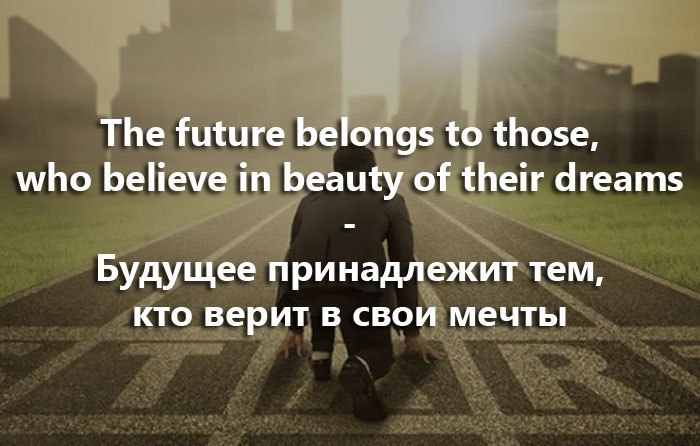 The future belongs to those,
who believe in beauty of their dreams
-
Будущее принадлежит тем,
кто верит в свои мечты
START